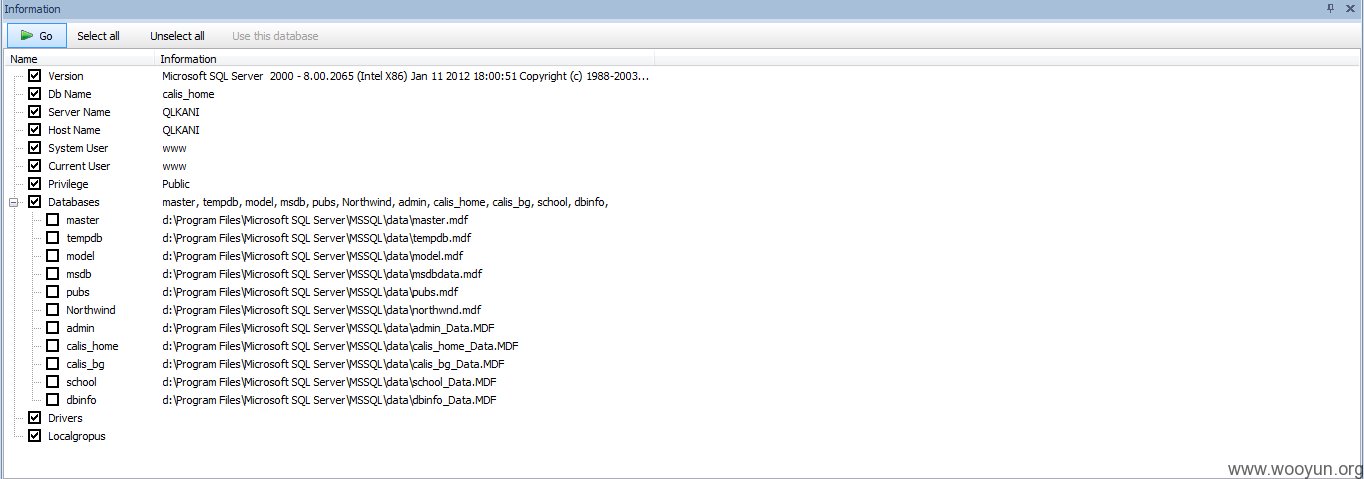 Information
Go Select all Unselect all Use this database
Name Information
Version Microsoft SQL Server 2000 - 8.00.2065 (Intel X86) Jan 11 2012 18:00:51 Copyright (c) 1988-2003...
Db Name calis_home
Server Name QLKANI
Host Name QLKANI
System User www
Current User www
Privilege Public
Databases master, tempdb, model, msdb, pubs, Northwind, admin, calis_home, calis_bg, school, dbinfo,
master d:\Program Files\Microsoft SQL Server\MSSQL\data\master.mdf
tempdb d:\Program Files\Microsoft SQL Server\MSSQL\data\tempdb.mdf
model d:\Program Files\Microsoft SQL Server\MSSQL\data\model.mdf
msdb d:\Program Files\Microsoft SQL Server\MSSQL\data\msdbdata.mdf
pubs d:\Program Files\Microsoft SQL Server\MSSQL\data\pubs.mdf
Northwind d:\Program Files\Microsoft SQL Server\MSSQL\data\northwnd.mdf
admin d:\Program Files\Microsoft SQL Server\MSSQL\data\admin_Data.MDF
calis_home d:\Program Files\Microsoft SQL Server\MSSQL\data\calis_home_Data.MDF
calis_bg d:\Program Files\Microsoft SQL Server\MSSQL\data\calis_bg_Data.MDF
school d:\Program Files\Microsoft SQL Server\MSSQL\data\school_Data.MDF
dbinfo d:\Program Files\Microsoft SQL Server\MSSQL\data\dbinfo_Data.MDF
Drivers
Localgropus
www.wooyun.org